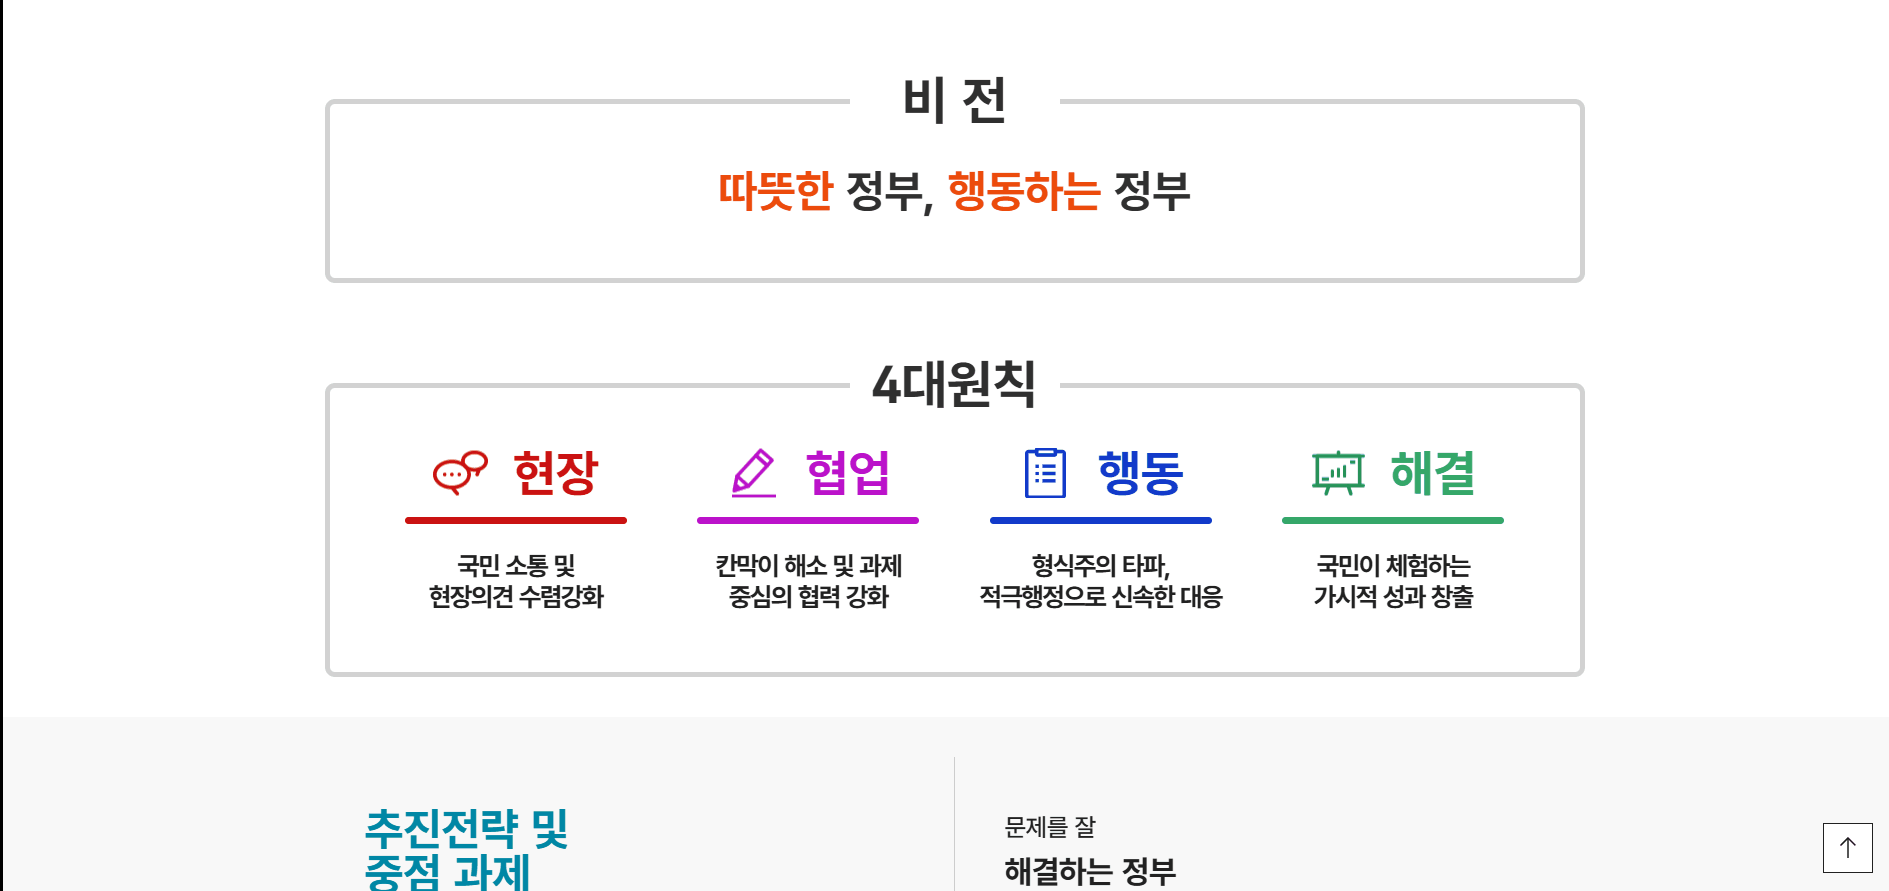 비 전
따뜻한 정부, 행동하는 정부
4대원칙
현장
국민 소통 및
현장의견 수렴강화
협업
칸막이 해소 및 과제
중심의 협력 강화
행동
형식주의 타파,
적극행정으로 신속한 대응
해결
국민이 체험하는
가시적 성과 창출
추진전략 및
중점 과제
문제를 잘
해결하는 정부